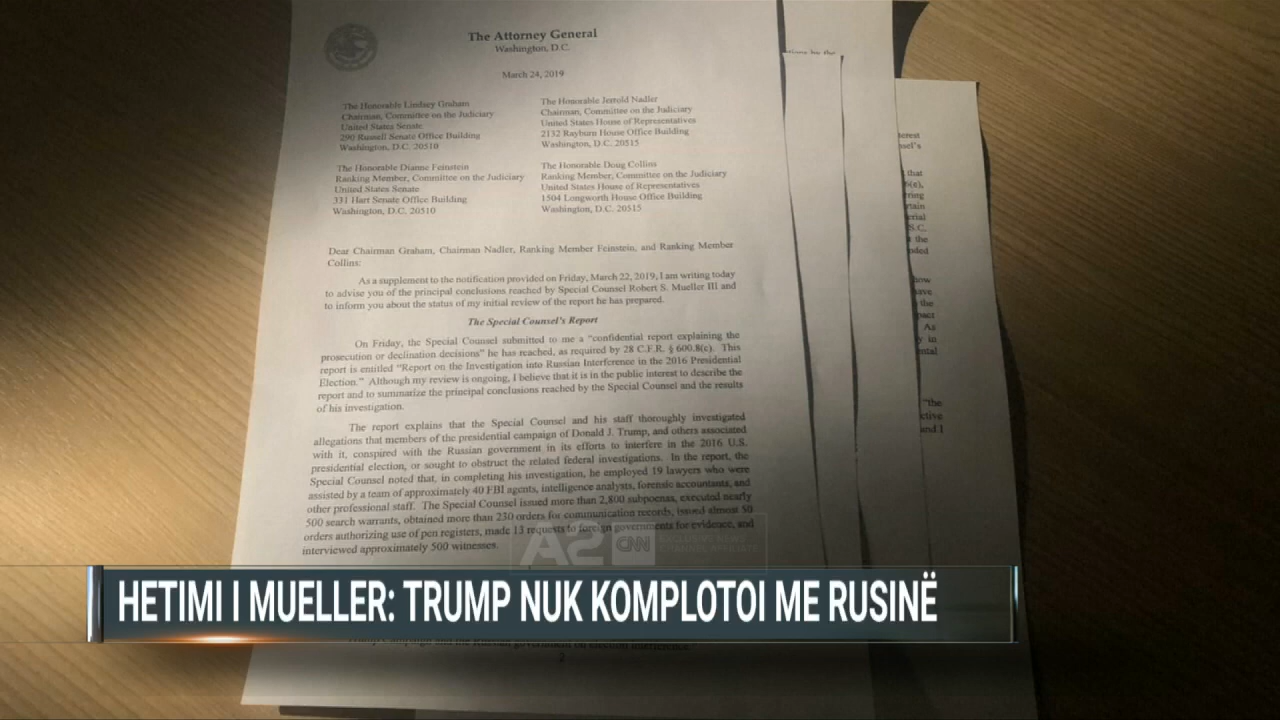 The Attorney General
Washington, D.C.
March 24, 2019
The Honorable Lindsey Graham
Chairman, Committee on the Judiciary
United States Senate
290 Russell Senate Office Building
Washington, D.C. 20510
The Honorable Jerrold Nadler
Chairman, Committee on the Judiciary
United States House of Representatives
2132 Rayburn House Office Building
Washington, D.C. 20515
The Honorable Dianne Feinstein
Ranking Member, Committee on the Judiciary
United States Senate
331 Hart Senate Office Building
Washington, D.C. 20510
The Honorable Doug Collins
Ranking Member, Committee on the Judiciary
United States House of Representatives
1504 Longworth House Office Building
Washington, D.C. 20515
Dear Chairman Graham, Chairman Nadler, Ranking Member Feinstein, and Ranking Member
Collins:
As a supplement to the notification provided on Friday, March 22, 2019, I am writing today
to advise you of the principal conclusions reached by Special Counsel Robert S. Mueller III and
to inform you about the status of my initial review of the report he has prepared.
The Special Counsel's Report
On Friday, the Special Counsel submitted to me a "confidential report explaining the
prosecution or declination decisions" he has reached, as required by 28 C.F.R. § 600.8(c). This
report is entitled "Report on the Investigation into Russian Interference in the 2016 Presidential
Election." Although my review is ongoing, I believe that it is in the public interest to describe the
report and to summarize the principal conclusions reached by the Special Counsel and the results
of his investigation.
The report explains that the Special Counsel and his staff thoroughly investigated
allegations that members of the presidential campaign of Donald J. Trump, and others associated
with it, conspired with the Russian government in its efforts to interfere in the 2016 U.S.
presidential election, or sought to obstruct the related federal investigations. In the report, the
Special Counsel noted that, in completing his investigation, he employed 19 lawyers who were
assisted by a team of approximately 40 FBI agents, intelligence analysts, forensic accountants, and
other professional staff. The Special Counsel issued more than 2,800 subpoenas, executed nearly
500 search warrants, obtained more than 230 orders for communication records, issued almost 50
orders authorizing use of pen registers, made 13 requests to foreign governments for evidence, and
interviewed approximately 500 witnesses.
A2 CNN
EXCLUSIVE NEWS
CHANNEL AFFILIATE
HETIMI I MUELLER: TRUMP NUK KOMPLOTOI ME RUSINË